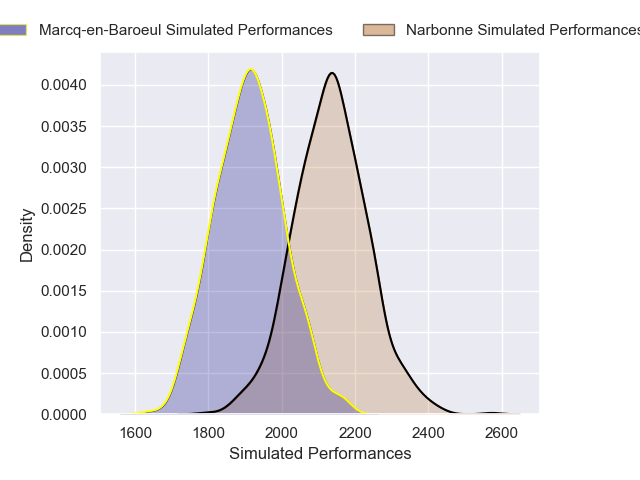 Marcq-en-Baroeul Simulated Performances Narbonne Simulated Performances
0.0040
0.0035
0.0030
0.0025
0.0020
0.0015
0.0010
0.0005
0.0000
Density
1600 1800 2000 2200 2400 2600
Simulated Performances